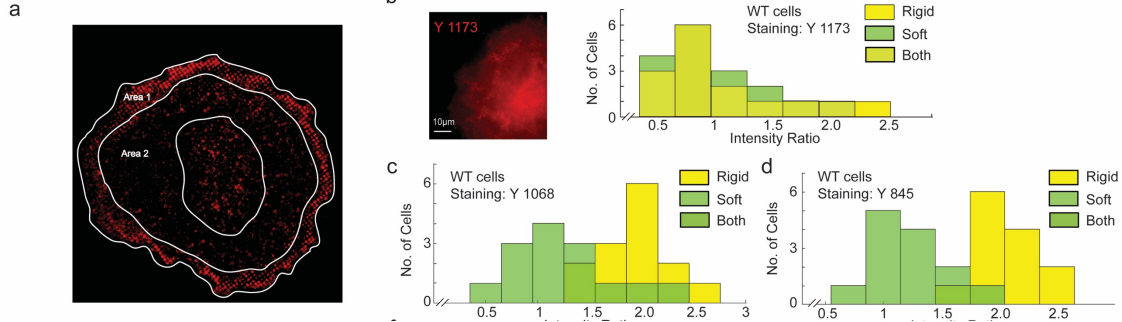 a
Area 1
Area 2
b
Y 1173
10μm
WT cells
Staining: Y 1173
Rigid
Soft
Both
No. of Cells
6
3
0
0.5 1 1.5 2.0 2.5
Intensity Ratio
c
WT cells
Staining: Y 1068
Rigid
Soft
Both
No. of Cells
6
3
0
0.5 1 1.5 2.0 2.5 3
d
WT cells
Staining: Y 845
Rigid
Soft
Both
No. of Cells
6
4
2
0
0.5 1.0 1.5 2.0 2.5